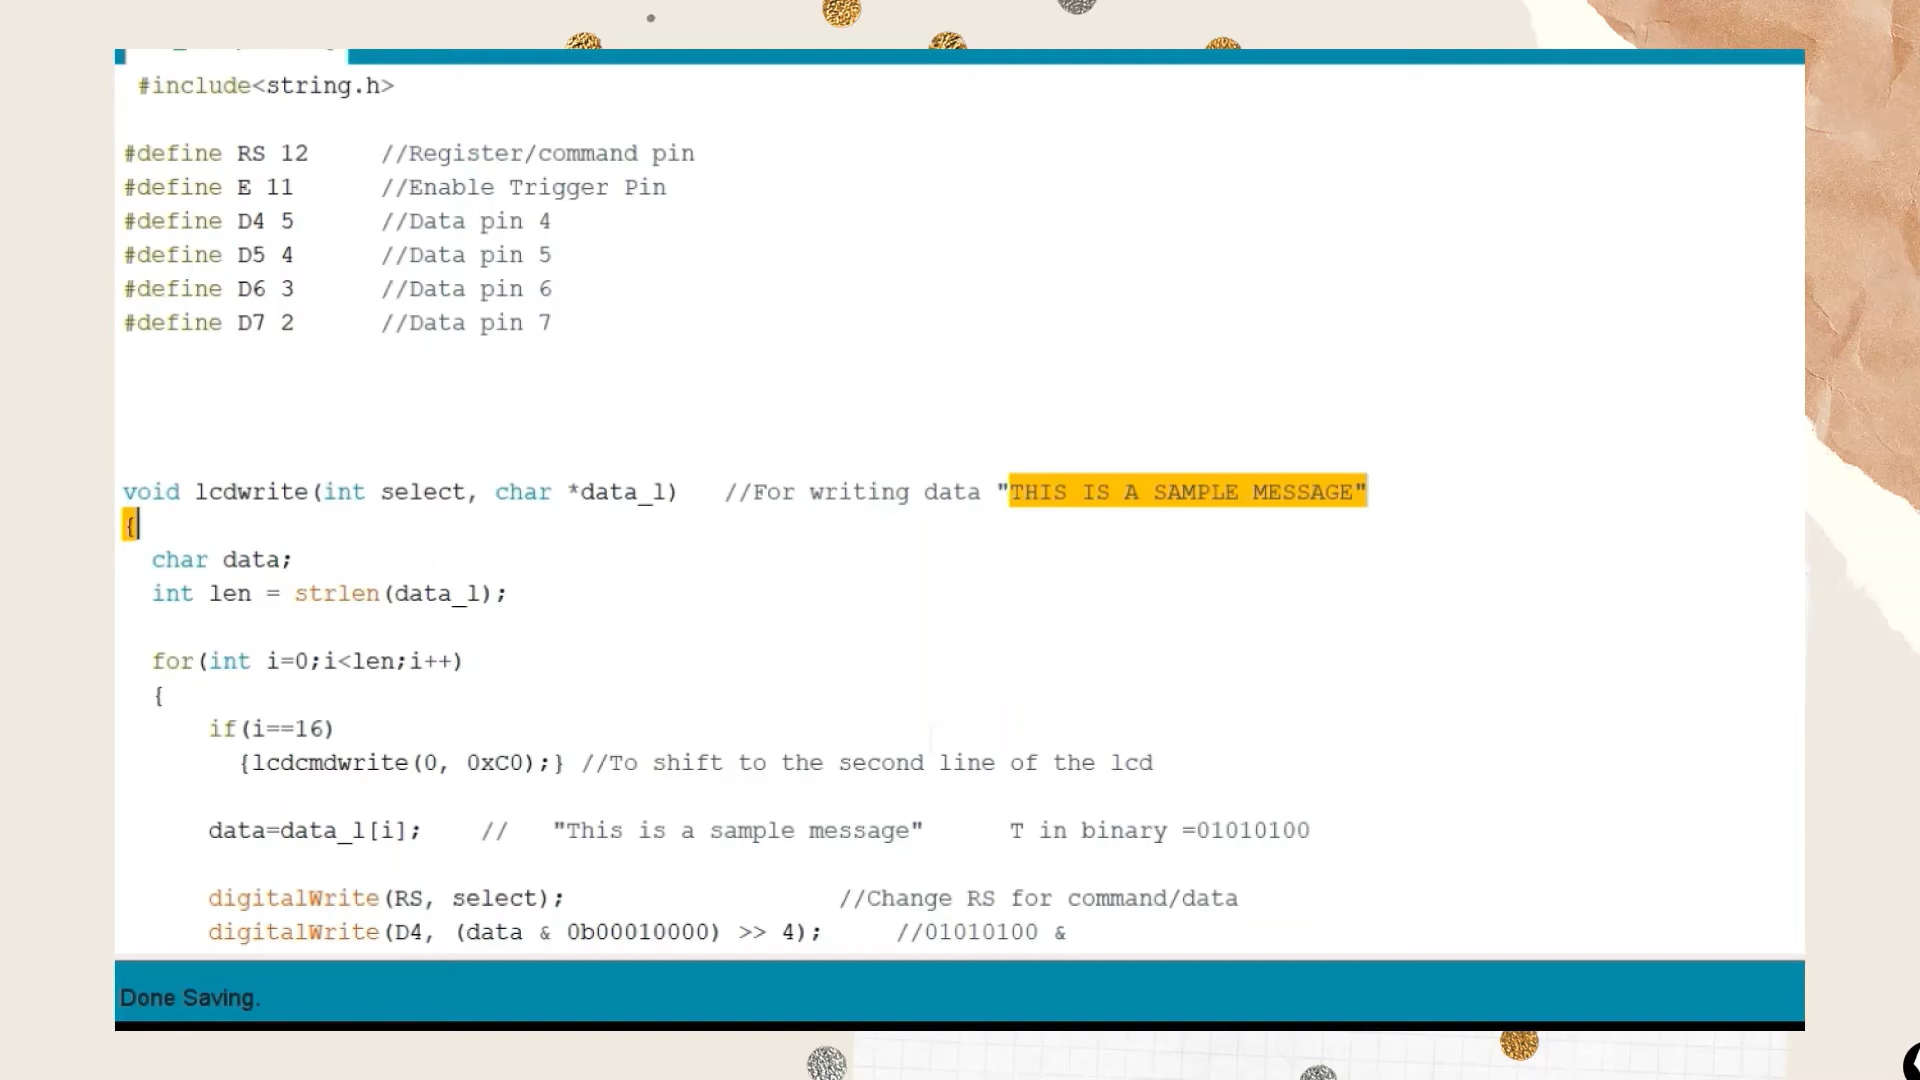 #include<string.h>
#define RS 12 //Register/command pin
#define E 11 //Enable Trigger Pin
#define D4 5 //Data pin 4
#define D5 4 //Data pin 5
#define D6 3 //Data pin 6
#define D7 2 //Data pin 7
void lcdwrite(int select, char *data_l) //For writing data "THIS IS A SAMPLE MESSAGE"
{
char data;
int len = strlen(data_l);
for(int i=0;i<len;i++)
{
if(i==16)
{lcdcmdwrite(0, 0xC0);} //To shift to the second line of the lcd
data=data_l[i]; // "This is a sample message" T in binary =01010100
digitalWrite(RS, select); //Change RS for command/data
digitalWrite(D4, (data & 0b00010000) >> 4); //01010100 &
Done Saving.